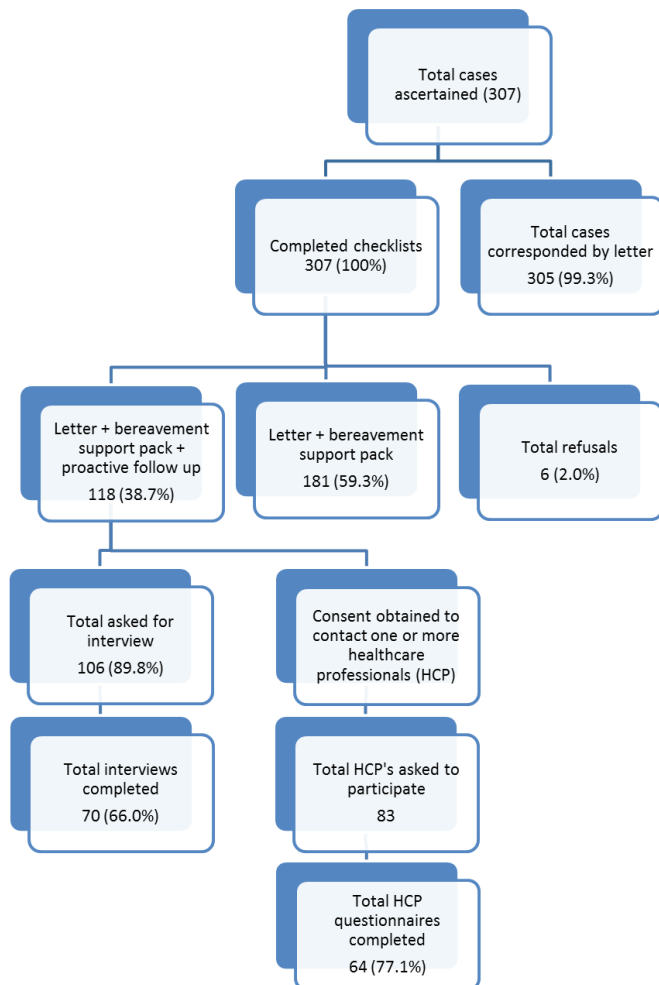 Total cases
ascertained (307)
Completed checklists
307 (100%)
Total cases
corresponded by letter
305 (99.3%)
Letter + bereavement
support pack +
proactive follow up
118 (38.7%)
Letter + bereavement
support pack
181 (59.3%)
Total refusals
6 (2.0%)
Total asked for
interview
106 (89.8%)
Consent obtained to
contact one or more
healthcare
professionals (HCP)
Total interviews
completed
70 (66.0%)
Total HCP's asked to
participate
83
Total HCP
questionnaires
completed
64 (77.1%)